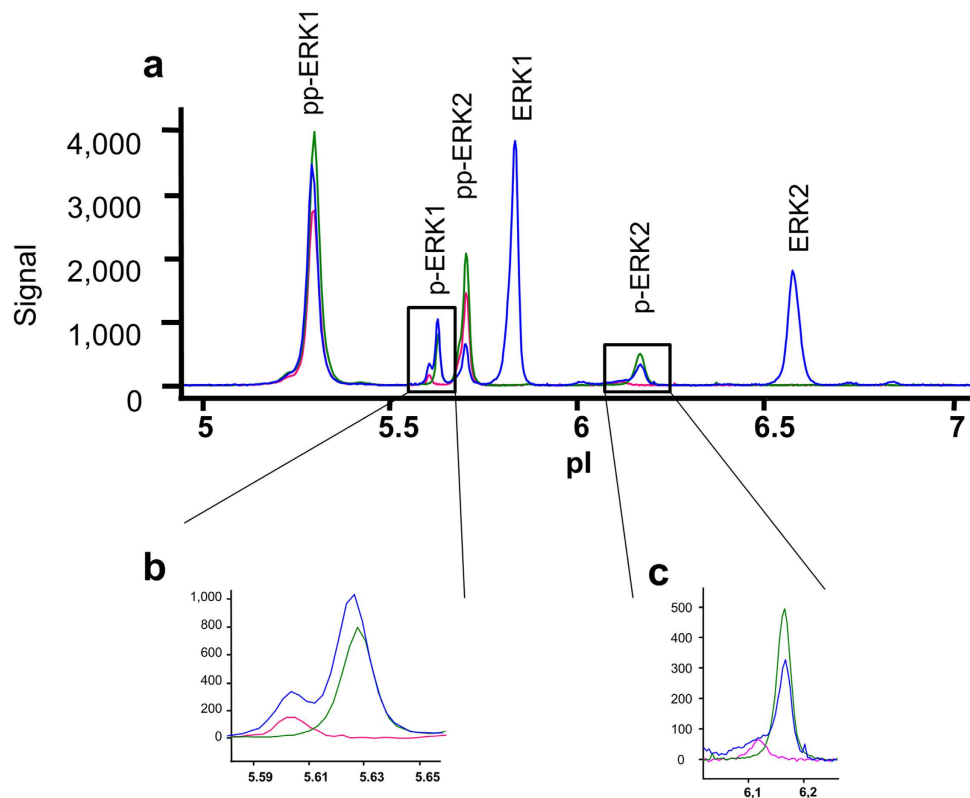 a
pp-ERK1
p-ERK1
pp-ERK2
ERK1
p-ERK2
ERK2
Signal
4,000
3,000
2,000
1,000
0
5
5.5
6
6.5
7
pI
b
1,000
800
600
400
200
0
5.59
5.61
5.63
5.65
c
500
400
300
200
100
0
6,1
6,2